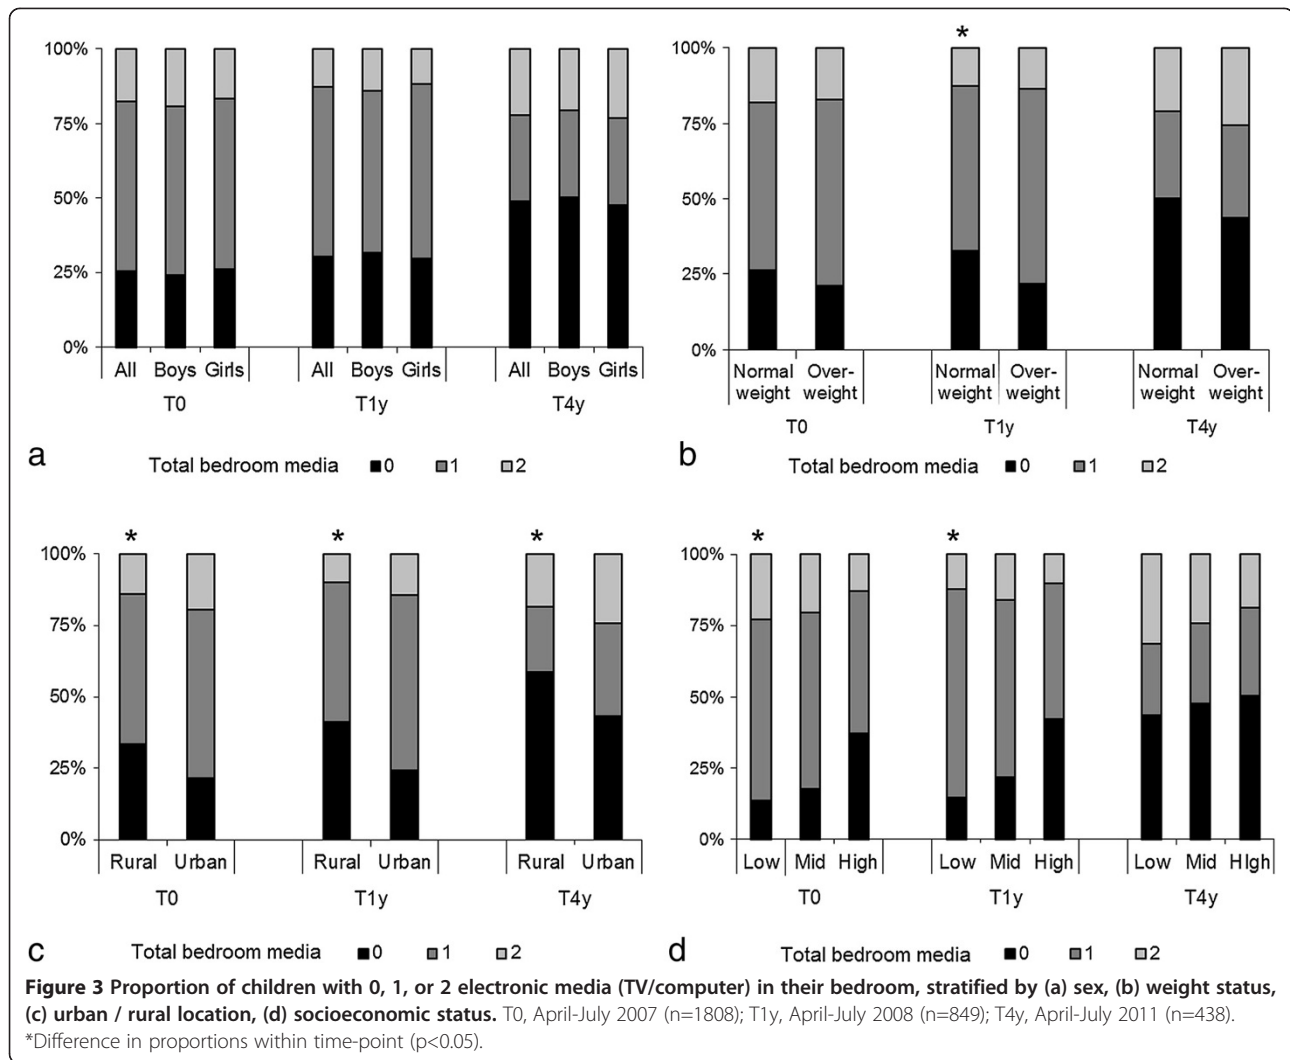 100%
75%
50%
25%
0%
All Boys Girls All Boys Girls All Boys Girls
T0 T1y T4y
a Total bedroom media 0 1 2
*
100%
75%
50%
25%
0%
Normal Over- Normal Over- Normal Over-
weight weight weight weight weight weight
T0 T1y T4y
b Total bedroom media 0 1 2
* * *
100%
75%
50%
25%
0%
Rural Urban Rural Urban Rural Urban
T0 T1y T4y
c Total bedroom media 0 1 2
* *
100%
75%
50%
25%
0%
Low Mid High Low Mid High Low Mid HIgh
T0 T1y T4y
d Total bedroom media 0 1 2
Figure 3 Proportion of children with 0, 1, or 2 electronic media (TV/computer) in their bedroom, stratified by (a) sex, (b) weight status,
(c) urban / rural location, (d) socioeconomic status. T0, April-July 2007 (n=1808); T1y, April-July 2008 (n=849); T4y, April-July 2011 (n=438).
*Difference in proportions within time-point (p<0.05).